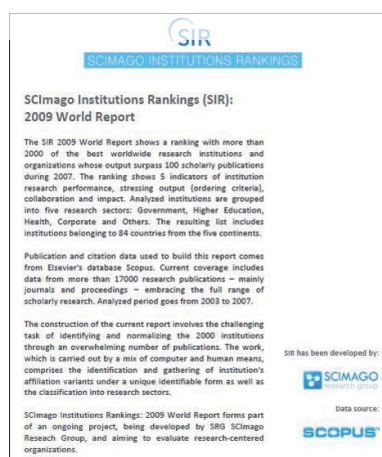 SIR
SCIMAGO INSTITUTIONS RANKINGS
SCImago Institutions Rankings (SIR):
2009 World Report
The SIR 2009 World Report shows a ranking with more than
2000 of the best worldwide research institutions and
organizations whose output surpass 100 scholarly publications
during 2007. The ranking shows 5 indicators of institution
research performance, stressing output (ordering criteria),
collaboration and impact. Analyzed institutions are grouped
into five research sectors: Government, Higher Education,
Health, Corporate and Others. The resulting list includes
institutions belonging to 84 countries from the five continents.
Publication and citation data used to build this report comes
from Elsevier's database Scopus. Current coverage includes
data from more than 17000 research publications – mainly
journals and proceedings – embracing the full range of
scholarly research. Analyzed period goes from 2003 to 2007.
The construction of the current report involves the challenging
task of identifying and normalizing the 2000 institutions
through an overwhelming number of publications. The work,
which is carried out by a mix of computer and human means,
comprises the identification and gathering of institution's
affiliation variants under a unique identifiable form as well as
the classification into research sectors.
SCImago Institutions Rankings: 2009 World Report forms part
of an ongoing project, being developed by SRG SCImago
Reseach Group, and aiming to evaluate research-centered
organizations.
SIR has been developed by:
SCIMAGO
research group
Data source:
SCOPUS™